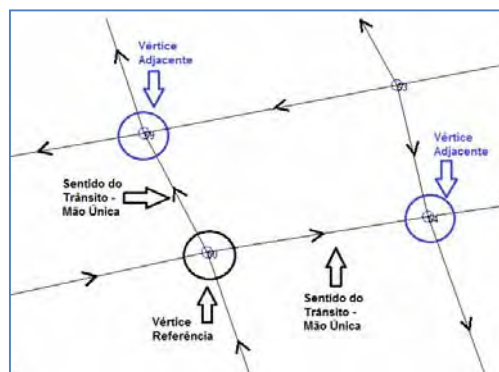 Vértice
Adjacente
Vértice
Adjacente
Sentido do
Trânsito -
Mão Única
Sentido do
Trânsito -
Mão Única
Vértice
Referência